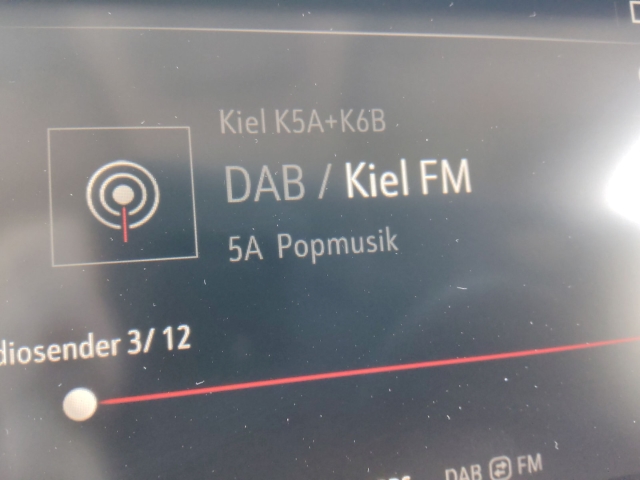 Kiel K5A+K6B
DAB / Kiel FM
5A Popmusik
diosender 3/ 12
DAB FM